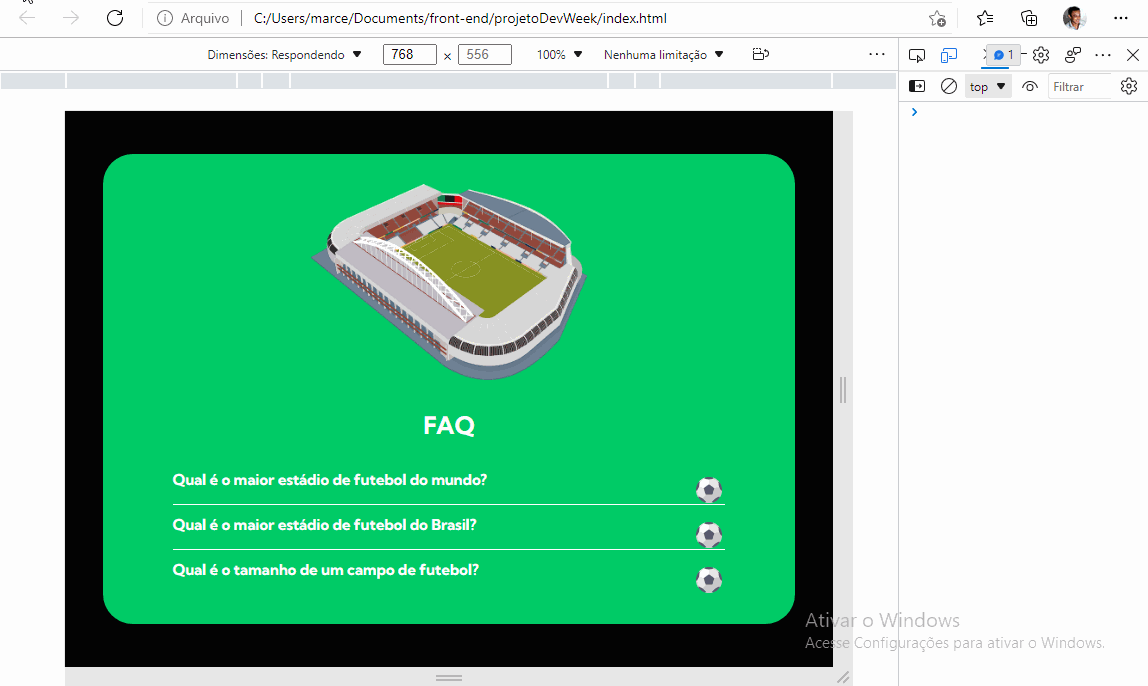 Arquivo C:/Users/marce/Documents/front-end/projetoDevWeek/index.html
Dimensões: Respondendo 768 × 556 100% Nenhuma limitação
1
top Filtrar
FAQ
Qual é o maior estádio de futebol do mundo?
Qual é o maior estádio de futebol do Brasil?
Qual é o tamanho de um campo de futebol?
Ativar o Windows
Acesse Configurações para ativar o Windows.